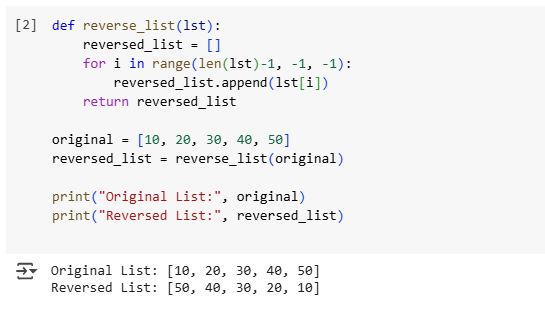 [2] def reverse_list(lst):
    reversed_list = []
    for i in range(len(lst)-1, -1, -1):
        reversed_list.append(lst[i])
    return reversed_list
original = [10, 20, 30, 40, 50]
reversed_list = reverse_list(original)
print("Original List:", original)
print("Reversed List:", reversed_list)
Original List: [10, 20, 30, 40, 50]
Reversed List: [50, 40, 30, 20, 10]